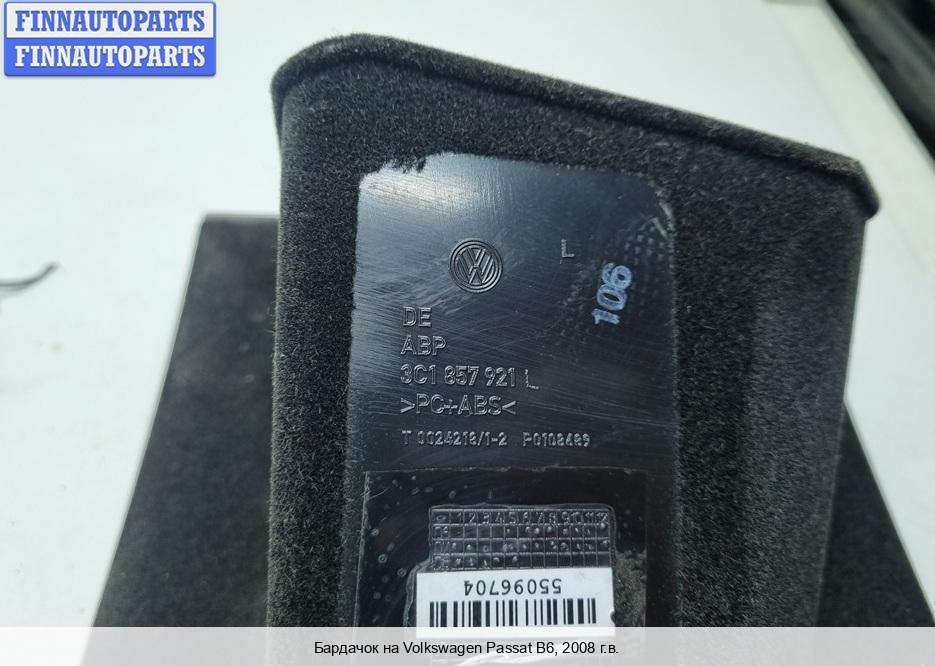 FINNAUTOPARTS
FINNAUTOPARTS
L
106
DE
ABP
3C1 857 921 L
>PC+ABS<
T 0024218/1-2 P0108489
55096704
Бардачок на Volkswagen Passat B6, 2008 г.в.